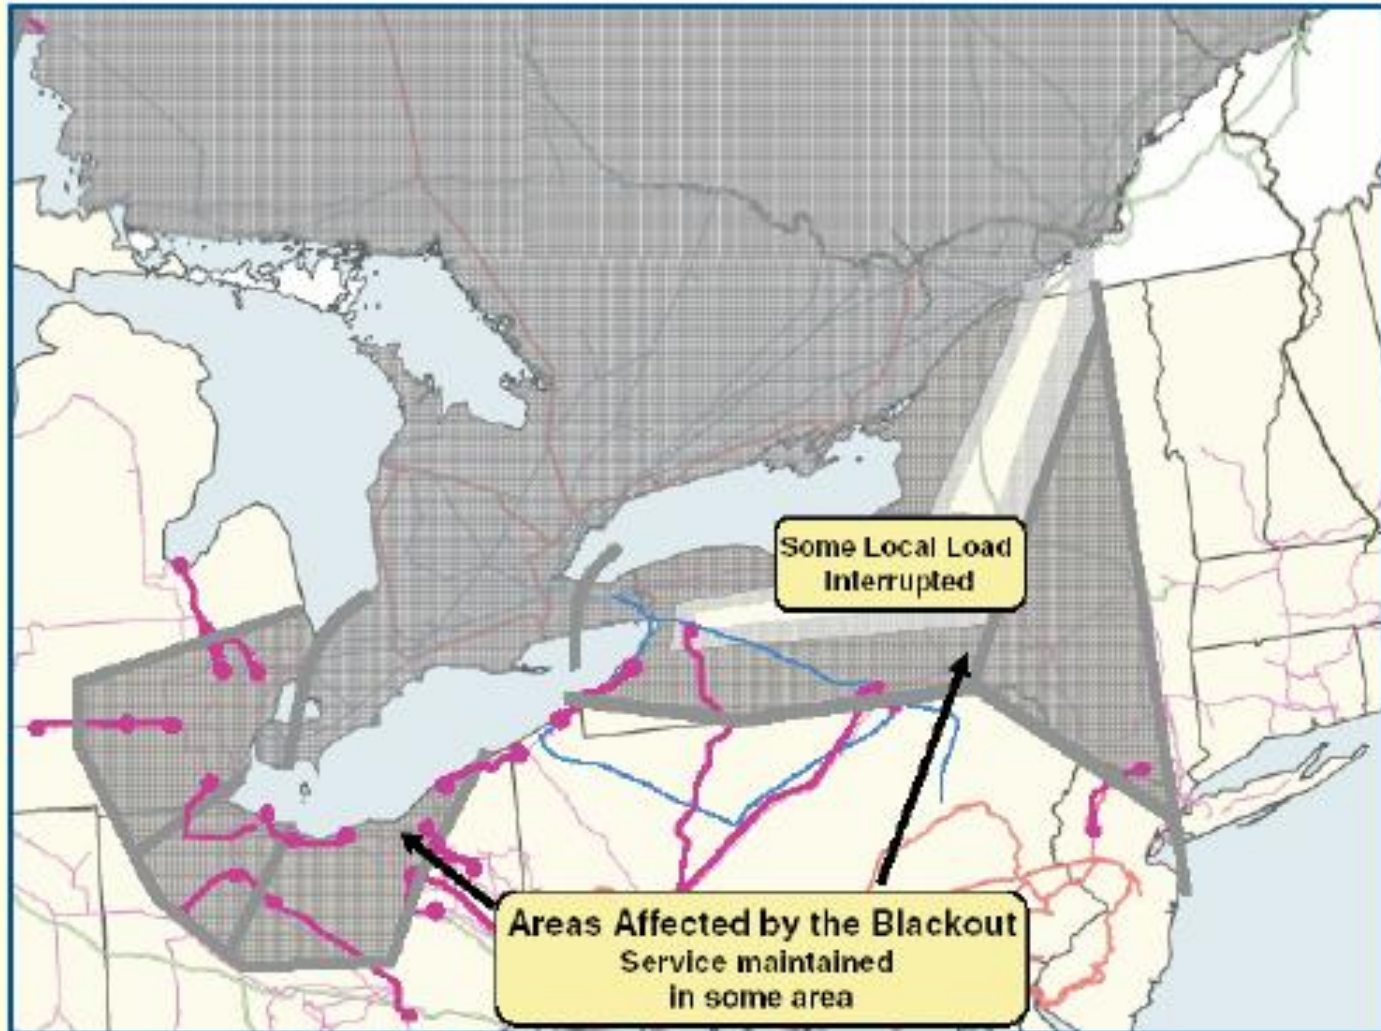 Some Local Load
Interrupted
Areas Affected by the Blackout
Service maintained
in some area